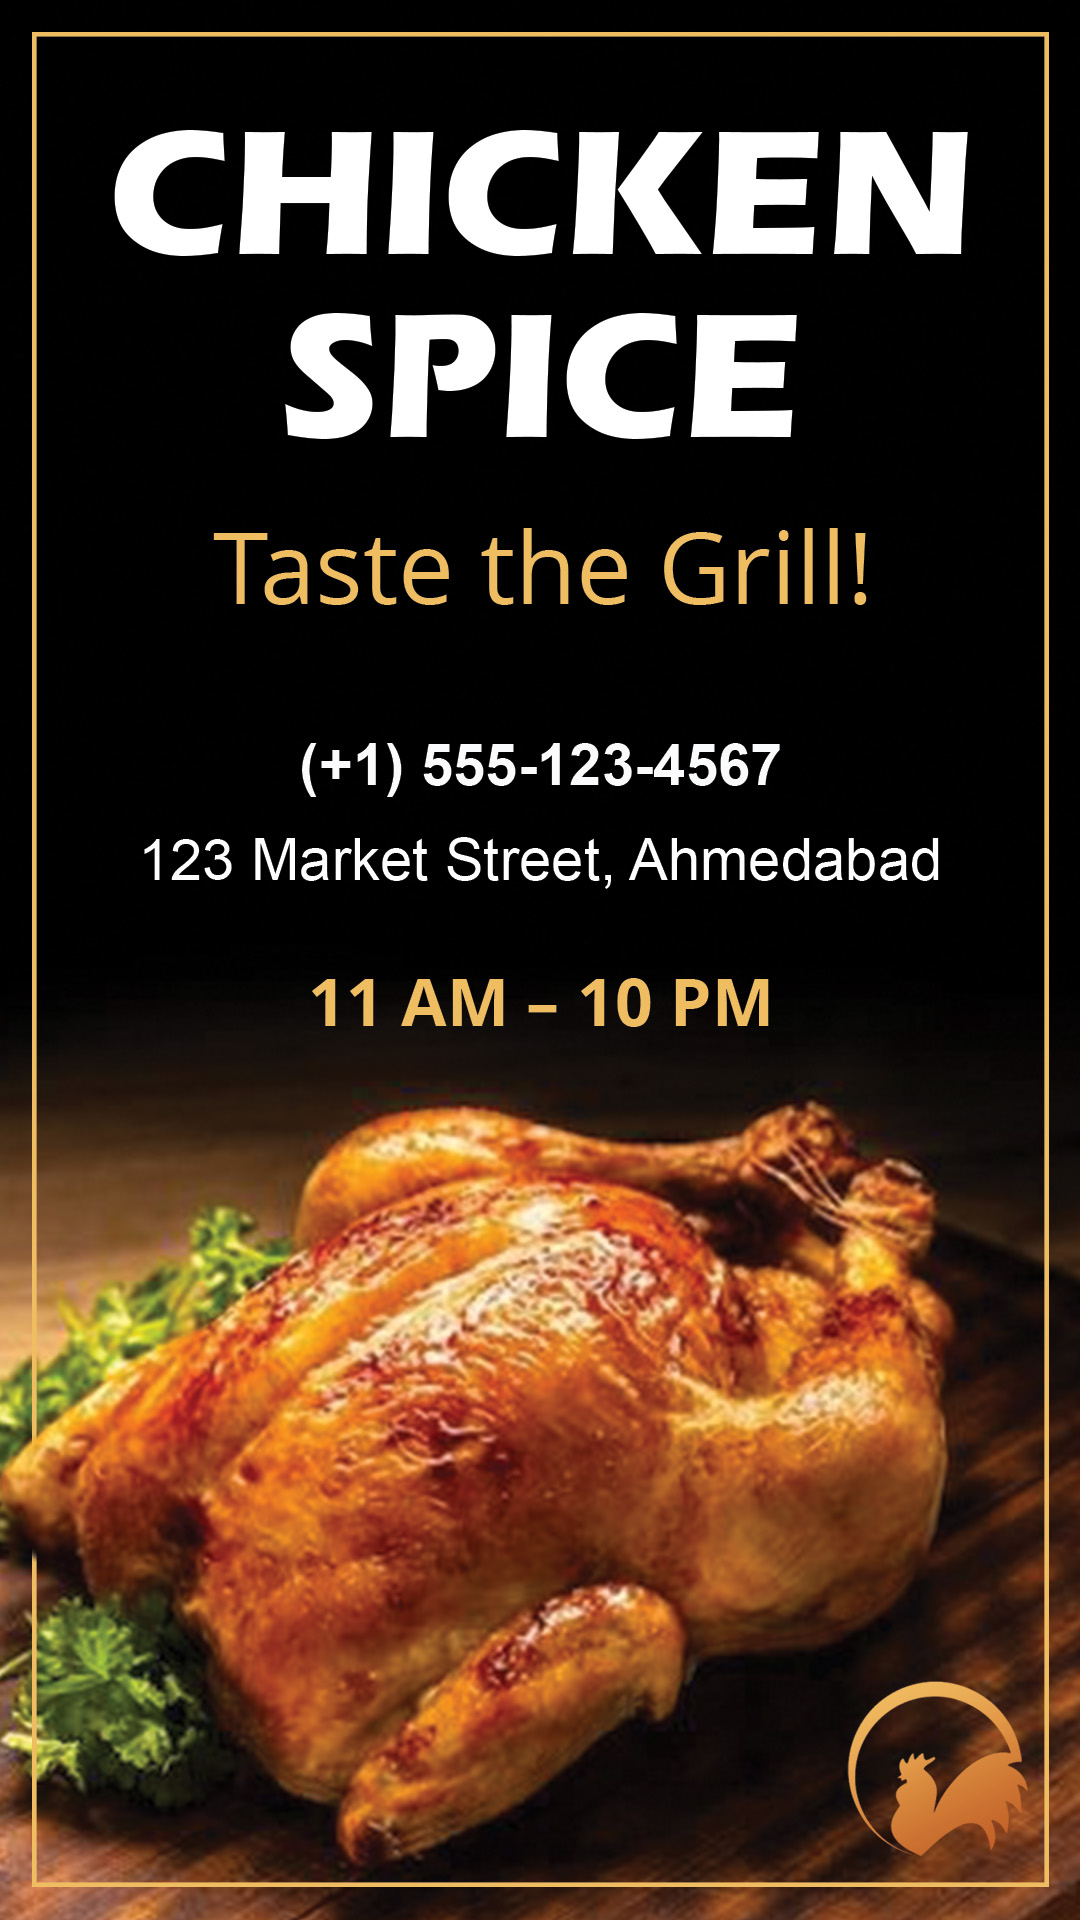 CHICKEN
SPICE
Taste the Grill!
(+1) 555-123-4567
123 Market Street, Ahmedabad
11 AM – 10 PM